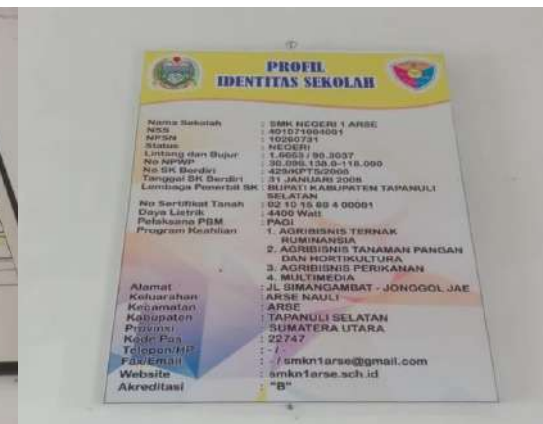 PROFIL
IDENTITAS SEKOLAH
Nama Sekolah : SMK NEGERI 1 ARSE
NSS : 401071004001
NPSN : 10260731
Status : NEGERI
Lintang dan Bujur : 1.6653 / 99.3037
No NPWP : 30.090.138.0-118.000
No SK Berdiri : 429/KPTS/2008
Tanggal SK Berdiri : 31 JANUARI 2008
Lembaga Penerbit SK : BUPATI KABUPATEN TAPANULI
SELATAN
No Sertifikat Tanah : 02 10 15 69 4 00001
Daya Listrik : 4400 Watt
Pelaksana PBM : PAGI
Program Keahlian : 1. AGRIBISNIS TERNAK
RUMINANSIA
2. AGRIBISNIS TANAMAN PANGAN
DAN HORTIKULTURA
3. AGRIBISNIS PERIKANAN
4. MULTIMEDIA
Alamat : JL SIMANGAMBAT - JONGGOL JAE
Keluarahan : ARSE NAULI
Kecamatan : ARSE
Kabupaten : TAPANULI SELATAN
Provinsi : SUMATERA UTARA
Kode Pos : 22747
Telepon/HP : - / -
Fax/Email : - / smkn1arse@gmail.com
Website : smkn1arse.sch.id
Akreditasi : "B"